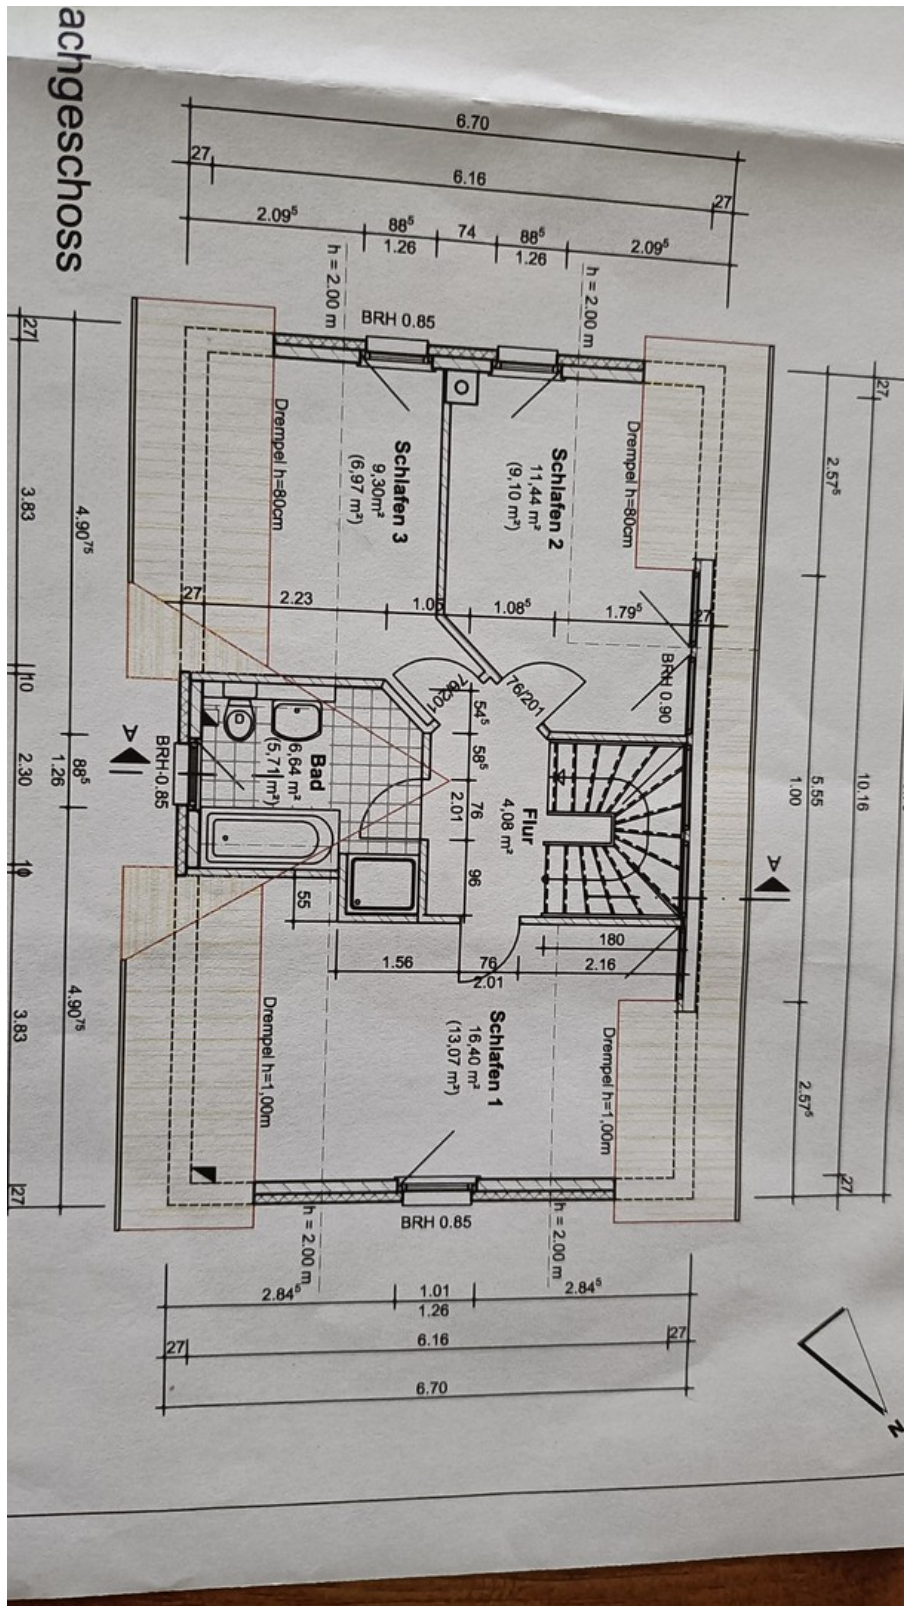 achgeschoss
6.70
27
6.16
27
2.09⁵
88⁵
1.26
74
88⁵
1.26
2.09⁵
h = 2.00 m
h = 2.00 m
BRH 0.85
27
3.83
4.90⁷⁵
10
2.30
88⁵
1.26
10
3.83
4.90⁷⁵
27
27
2.57⁵
10.16
5.55
1.00
2.57⁵
27
Drempel h=80cm
Schlafen 3
9,30m²
(6,97 m²)
Schlafen 2
11,44 m²
(9,10 m²)
Drempel h=80cm
27
2.23
1.08⁵
1.79⁵
27
BRH 0.90
76/201
76/201
54⁵
58⁵
76
2.01
96
Bad
6,64 m²
(5,71 m²)
Flur
4,08 m²
A
BRH 0.85
A
55
180
1.56
76
2.01
2.16
Drempel h=1,00m
Schlafen 1
16,40 m²
(13,07 m²)
Drempel h=1,00m
BRH 0.85
h = 2.00 m
h = 2.00 m
2.84⁵
1.01
1.26
2.84⁵
27
6.16
27
6.70
N